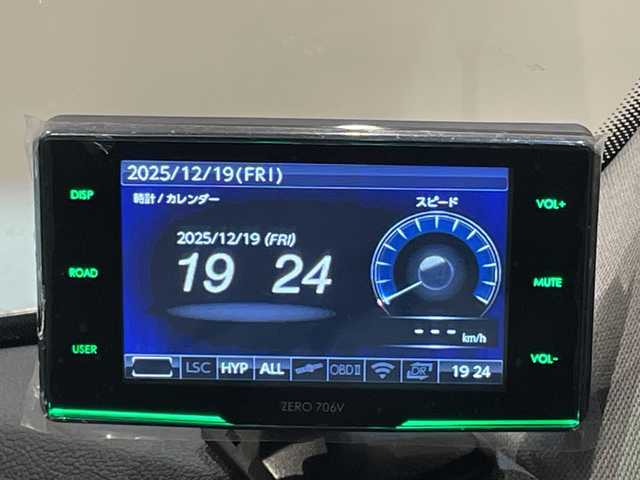 2025/12/19(FRI)
DISP
時計 / カレンダー
スピード
VOL+
2025/12/19 (FRI)
19 24
ROAD
MUTE
--- km/h
USER
VOL-
LSC HYP ALL OBDⅡ DR 19 24
ZERO 706V